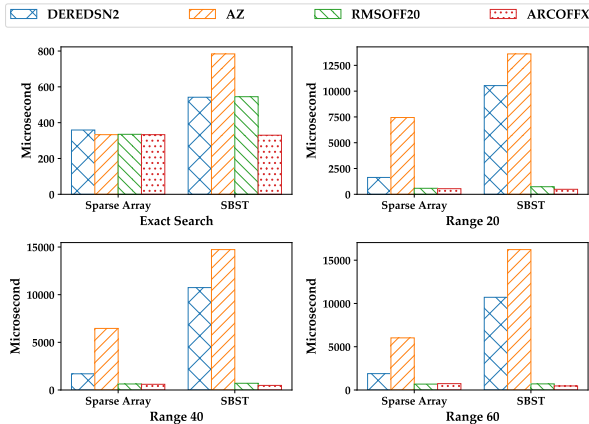 DEREDSN2 AZ RMSOFF20 ARCOFFX
Microsecond
800
600
400
200
0
Sparse Array SBST
Exact Search
Microsecond
12500
10000
7500
5000
2500
0
Sparse Array SBST
Range 20
Microsecond
15000
10000
5000
0
Sparse Array SBST
Range 40
Microsecond
15000
10000
5000
0
Sparse Array SBST
Range 60